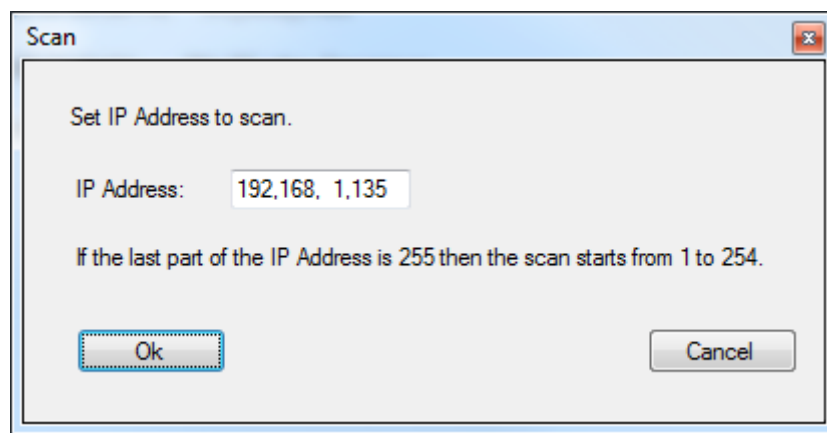 Scan
Set IP Address to scan.
IP Address: 192,168,  1,135
If the last part of the IP Address is 255 then the scan starts from 1 to 254.
Ok Cancel